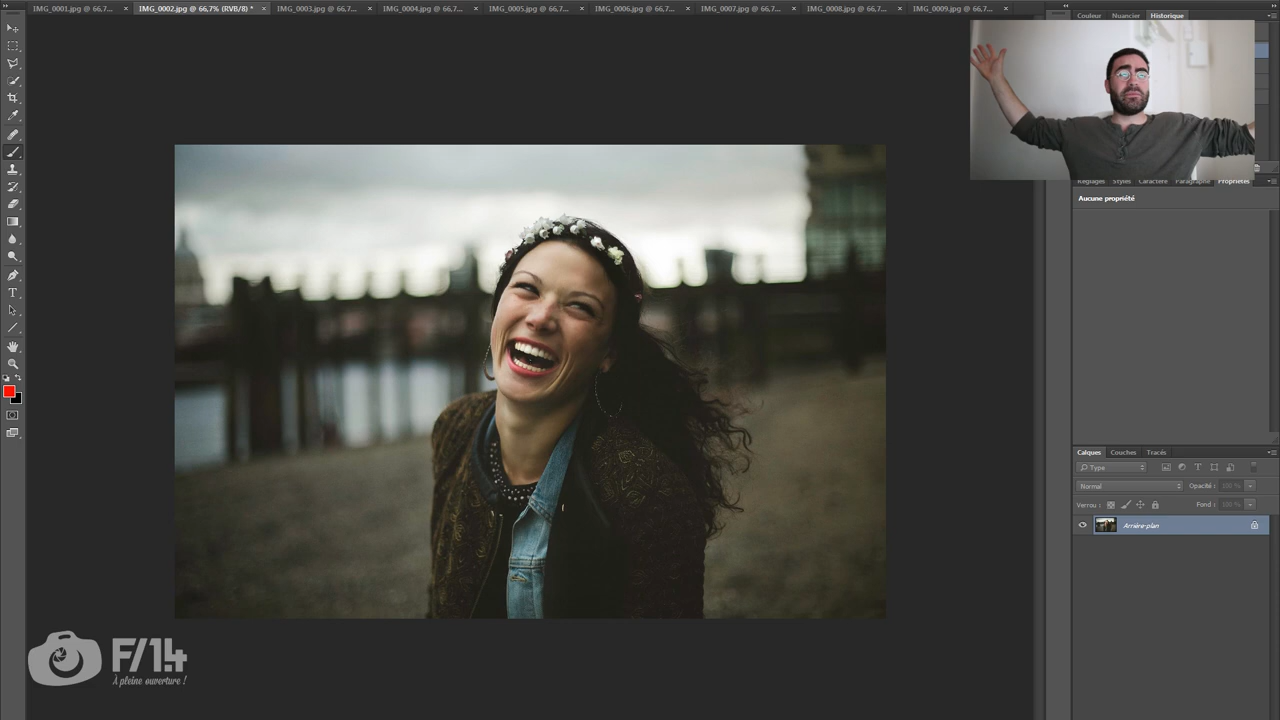 IMG_0001.jpg @ 66,7...
IMG_0002.jpg @ 66,7% (RVB/8) *
IMG_0003.jpg @ 66,7...
IMG_0004.jpg @ 66,7...
IMG_0005.jpg @ 66,7...
IMG_0006.jpg @ 66,7...
IMG_0007.jpg @ 66,7...
IMG_0008.jpg @ 66,7...
IMG_0009.jpg @ 66,7...
Couleur Nuancier Historique
Réglages Styles Caractère Paragraphe Propriétés
Aucune propriété
Calques Couches Tracés
Type
Normal Opacité : 100 %
Verrou : Fond : 100 %
Arrière-plan
F/1.4
À pleine ouverture !